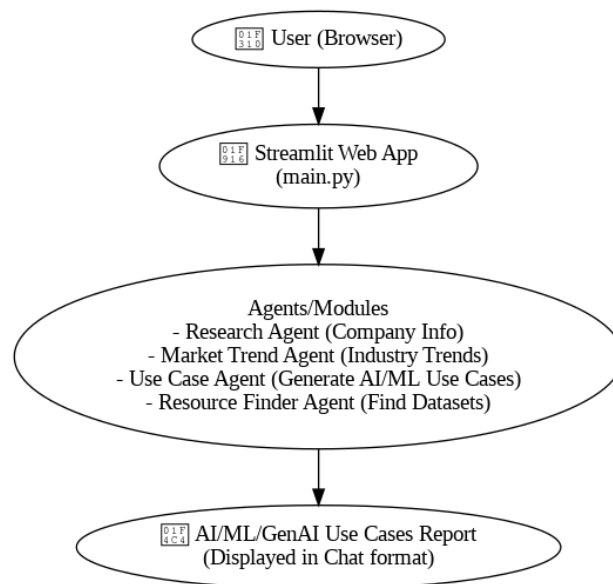 User (Browser)
Streamlit Web App
(main.py)
Agents/Modules
- Research Agent (Company Info)
- Market Trend Agent (Industry Trends)
- Use Case Agent (Generate AI/ML Use Cases)
- Resource Finder Agent (Find Datasets)
AI/ML/GenAI Use Cases Report
(Displayed in Chat format)